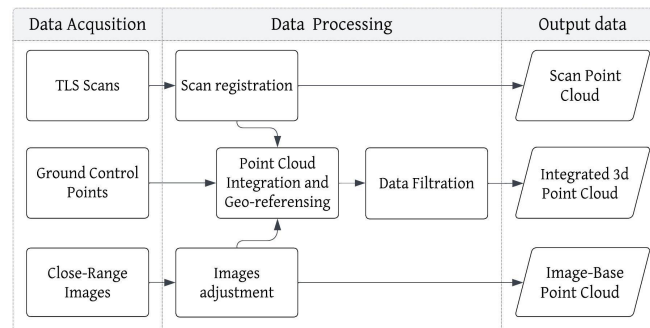 Data Acqusition
Data Processing
Output data
TLS Scans
Scan registration
Scan Point
Cloud
Ground Control
Points
Point Cloud
Integration and
Geo-referensing
Data Filtration
Integrated 3d
Point Cloud
Close-Range
Images
Images
adjustment
Image-Base
Point Cloud